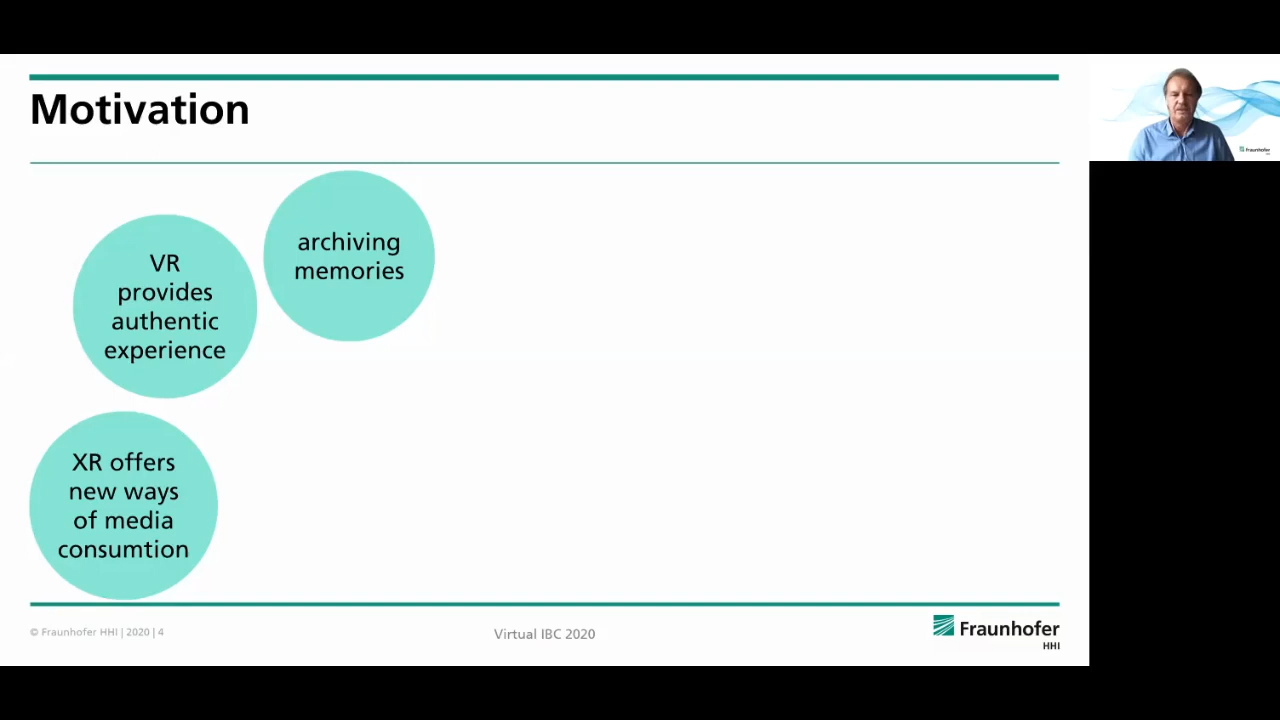 Motivation
archiving
memories
VR
provides
authentic
experience
XR offers
new ways
of media
consumtion
© Fraunhofer HHI | 2020 | 4
Virtual IBC 2020
Fraunhofer
HHI
Fraunhofer